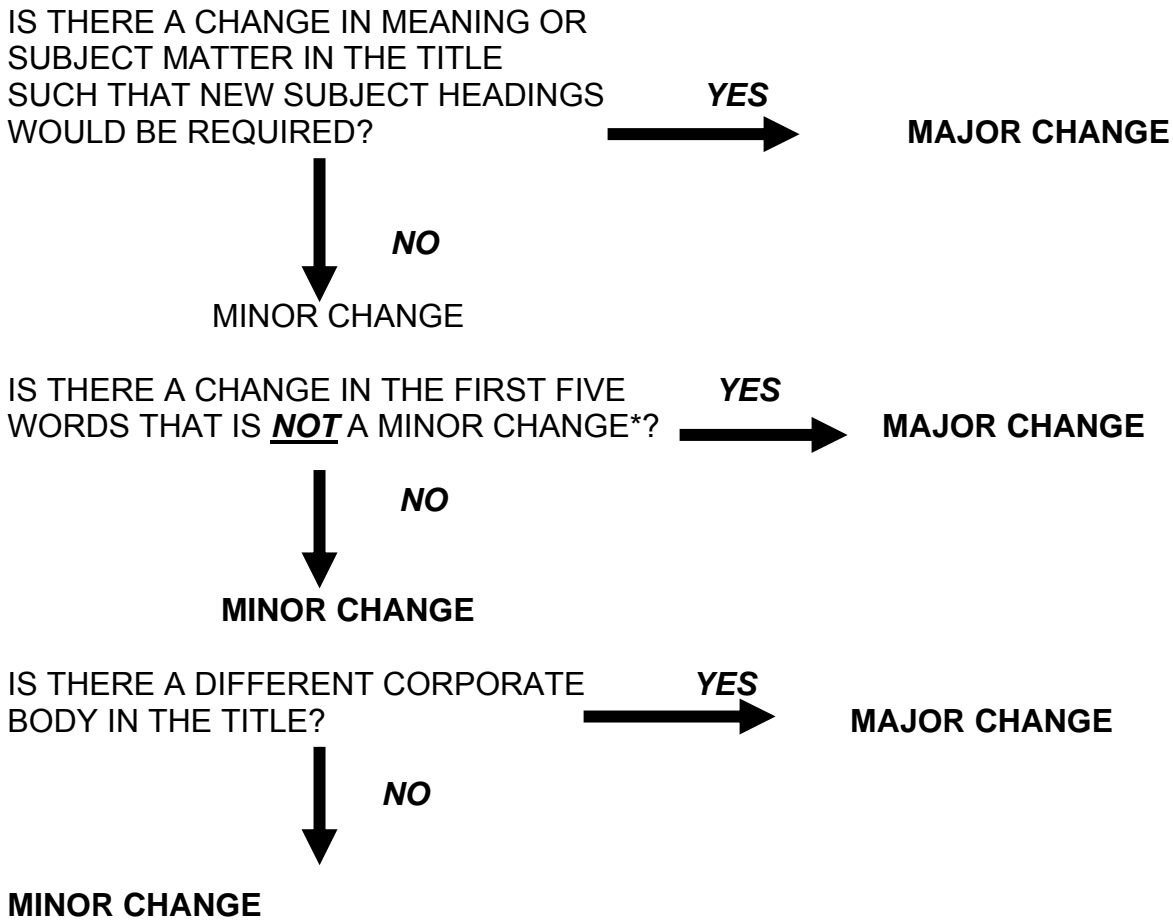 IS THERE A CHANGE IN MEANING OR
SUBJECT MATTER IN THE TITLE
SUCH THAT NEW SUBJECT HEADINGS YES
WOULD BE REQUIRED? MAJOR CHANGE
NO
MINOR CHANGE
IS THERE A CHANGE IN THE FIRST FIVE YES
WORDS THAT IS NOT A MINOR CHANGE*? MAJOR CHANGE
NO
MINOR CHANGE
IS THERE A DIFFERENT CORPORATE YES
BODY IN THE TITLE? MAJOR CHANGE
NO
MINOR CHANGE